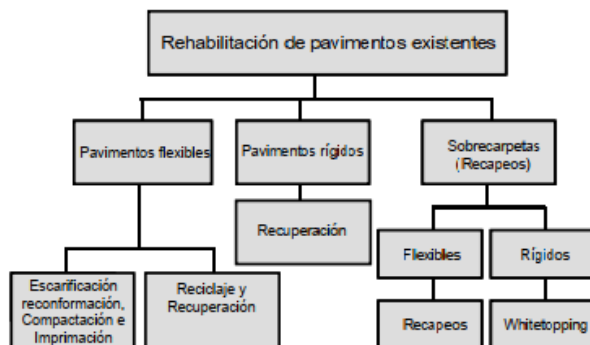 Rehabilitación de pavimentos existentes
Pavimentos flexibles
Pavimentos rígidos
Sobrecarpetas
(Recapeos)
Recuperación
Flexibles
Rígidos
Escarificación
reconformación,
Compactación e
Imprimación
Reciclaje y
Recuperación
Recapeos
Whitetopping